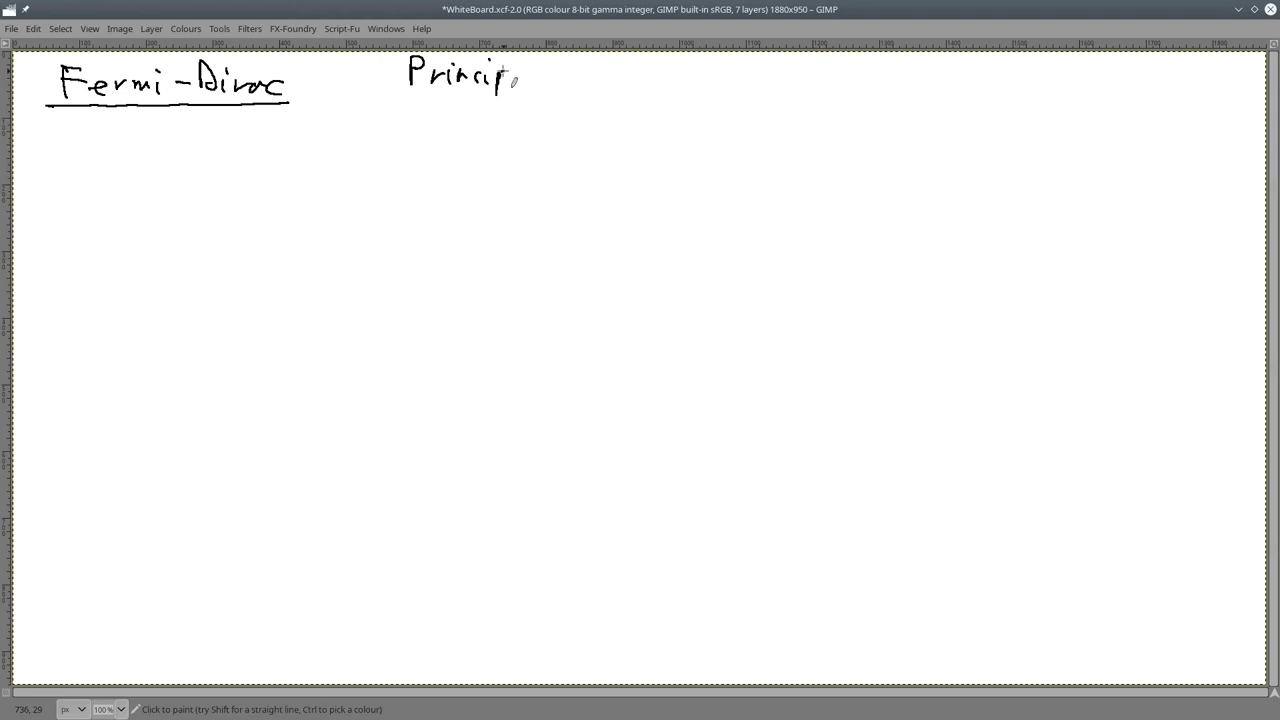 *WhiteBoard.xcf-2.0 (RGB colour 8-bit gamma integer, GIMP built-in sRGB, 7 layers) 1880x950 – GIMP
File Edit Select View Image Layer Colours Tools Filters FX-Foundry Script-Fu Windows Help
Fermi-Dirac Princip
736, 29 px 100% Click to paint (try Shift for a straight line, Ctrl to pick a colour)